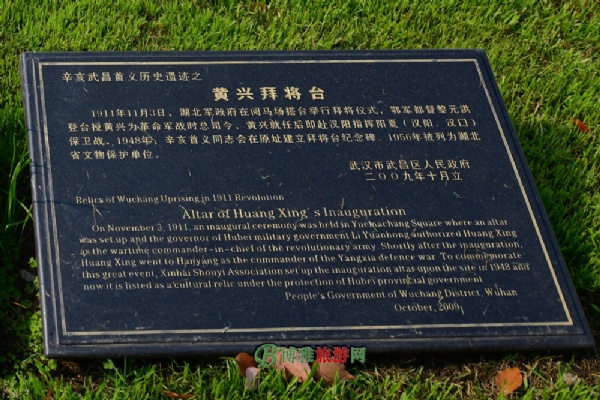 辛亥武昌首义历史遗迹之
黄兴拜将台
1911年11月3日，湖北军政府在阅马场搭台举行拜将仪式，鄂军都督黎元洪
登台授黄兴为革命军战时总司令。黄兴就任后即赴汉阳指挥阳夏（汉阳、汉口）
保卫战。1948年，辛亥首义同志会在原址建立拜将台纪念碑。1956年被列为湖北
省文物保护单位。
武汉市武昌区人民政府
二００九年十月立
Relics of Wuchang Uprising in 1911 Revolution
Altar of Huang Xing's Inauguration
On November 3, 1911, an inaugural ceremony was held in Yuemachang Square where an altar
was set up and the governor of Hubei military government Li Yuanhong authorized Huang Xing
as the wartime commander-in-chief of the revolutionary army. Shortly after the inauguration,
Huang Xing went to Hanyang as the commander of the Yangxia defence war. To commemorate
this great event, Xinhai Shouyi Association set up the inauguration altar upon the site in 1948 and
now it is listed as a cultural relic under the protection of Hubei provincial government.
People's Government of Wuchang District, Wuhan
October, 2009
博雅旅游网